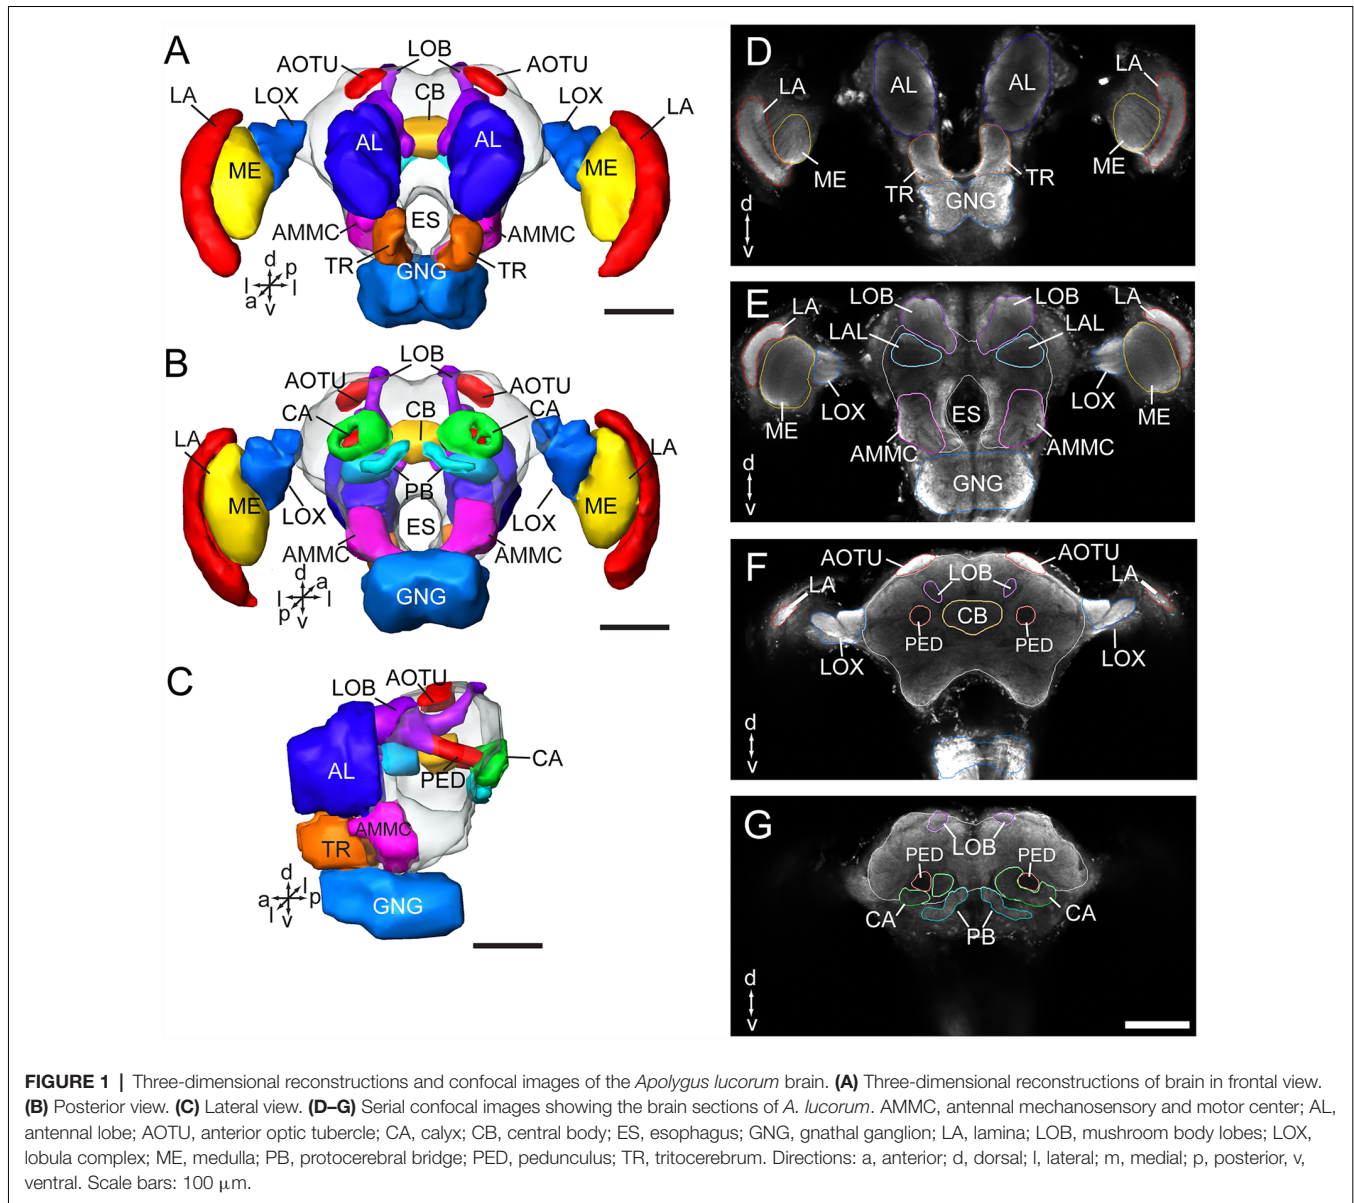 A
LOB
AOTU
AOTU
CB
LA
LOX
LOX
LA
AL
AL
ME
ME
ES
AMMC
AMMC
TR
GNG
TR
d
p
l
l
a
v
B
LOB
AOTU
AOTU
CA
CB
CA
LA
LA
ME
PB
ME
LOX
LOX
ES
AMMC
AMMC
d
a
l
l
p
v
GNG
C
AOTU
LOB
CA
AL
PED
AMMC
TR
d
l
a
p
l
v
GNG
D
LA
AL
AL
LA
ME
ME
TR
TR
GNG
d
v
E
LOB
LOB
LA
LA
LAL
LAL
LOX
LOX
ES
ME
ME
AMMC
AMMC
GNG
d
v
F
AOTU
AOTU
LOB
LA
LA
CB
PED
PED
LOX
LOX
d
v
G
LOB
PED
PED
CA
CA
PB
d
v
FIGURE 1 | Three-dimensional reconstructions and confocal images of the Apolygus lucorum brain. (A) Three-dimensional reconstructions of brain in frontal view.
(B) Posterior view. (C) Lateral view. (D–G) Serial confocal images showing the brain sections of A. lucorum. AMMC, antennal mechanosensory and motor center; AL,
antennal lobe; AOTU, anterior optic tubercle; CA, calyx; CB, central body; ES, esophagus; GNG, gnathal ganglion; LA, lamina; LOB, mushroom body lobes; LOX,
lobula complex; ME, medulla; PB, protocerebral bridge; PED, pedunculus; TR, tritocerebrum. Directions: a, anterior; d, dorsal; l, lateral; m, medial; p, posterior, v,
ventral. Scale bars: 100 μm.